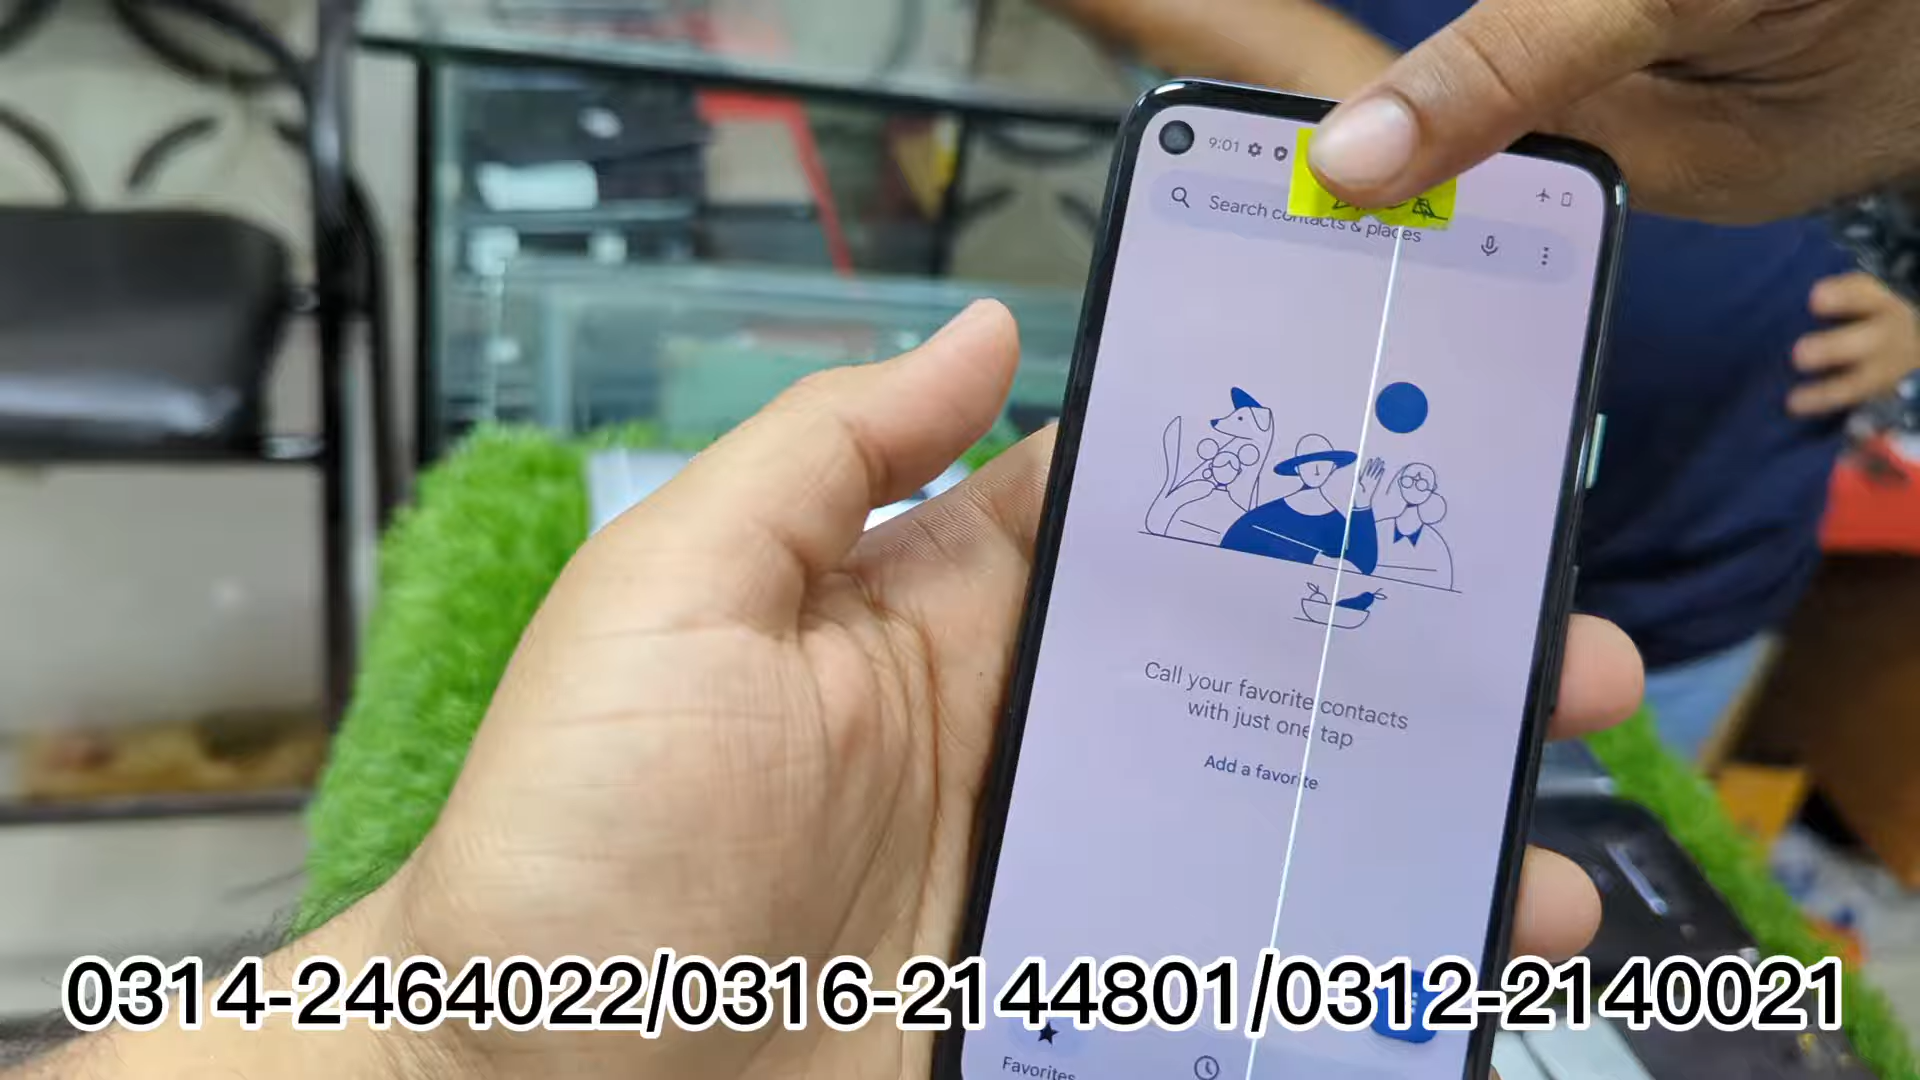 9:01
Search contacts & places
Call your favorite contacts
with just one tap
Add a favorite
0314-2464022/0316-2144801/0312-2140021
Favorites